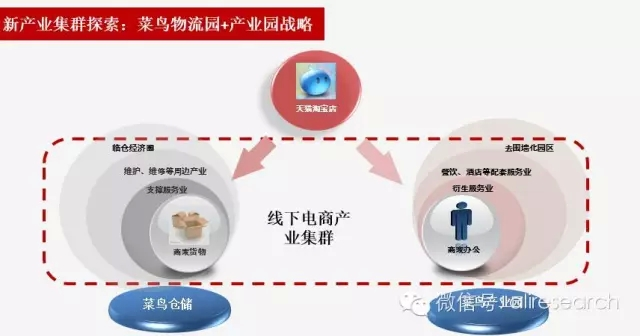 新产业集群探索：菜鸟物流园+产业园战略
天猫淘宝店
临仓经济圈
维护、维修等周边产业
支撑服务业
商家货物
线下电商产
业集群
去围墙化园区
餐饮、酒店等配套服务业
衍生服务业
商家办公
菜鸟仓储
微信号: aliresearch